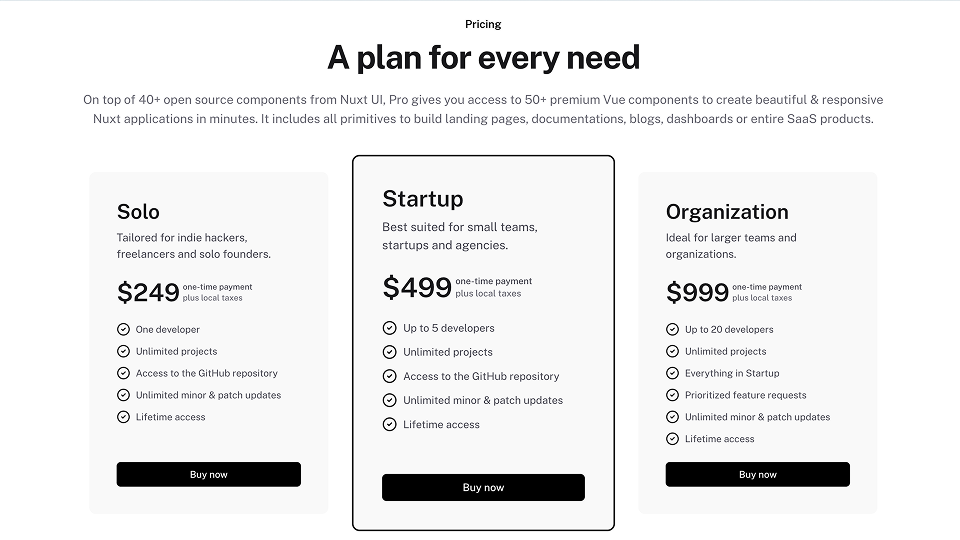 Pricing
A plan for every need
On top of 40+ open source components from Nuxt UI, Pro gives you access to 50+ premium Vue components to create beautiful & responsive
Nuxt applications in minutes. It includes all primitives to build landing pages, documentations, blogs, dashboards or entire SaaS products.
Solo
Tailored for indie hackers,
freelancers and solo founders.
$249 one-time payment
plus local taxes
One developer
Unlimited projects
Access to the GitHub repository
Unlimited minor & patch updates
Lifetime access
Buy now
Startup
Best suited for small teams,
startups and agencies.
$499 one-time payment
plus local taxes
Up to 5 developers
Unlimited projects
Access to the GitHub repository
Unlimited minor & patch updates
Lifetime access
Buy now
Organization
Ideal for larger teams and
organizations.
$999 one-time payment
plus local taxes
Up to 20 developers
Unlimited projects
Everything in Startup
Prioritized feature requests
Unlimited minor & patch updates
Lifetime access
Buy now